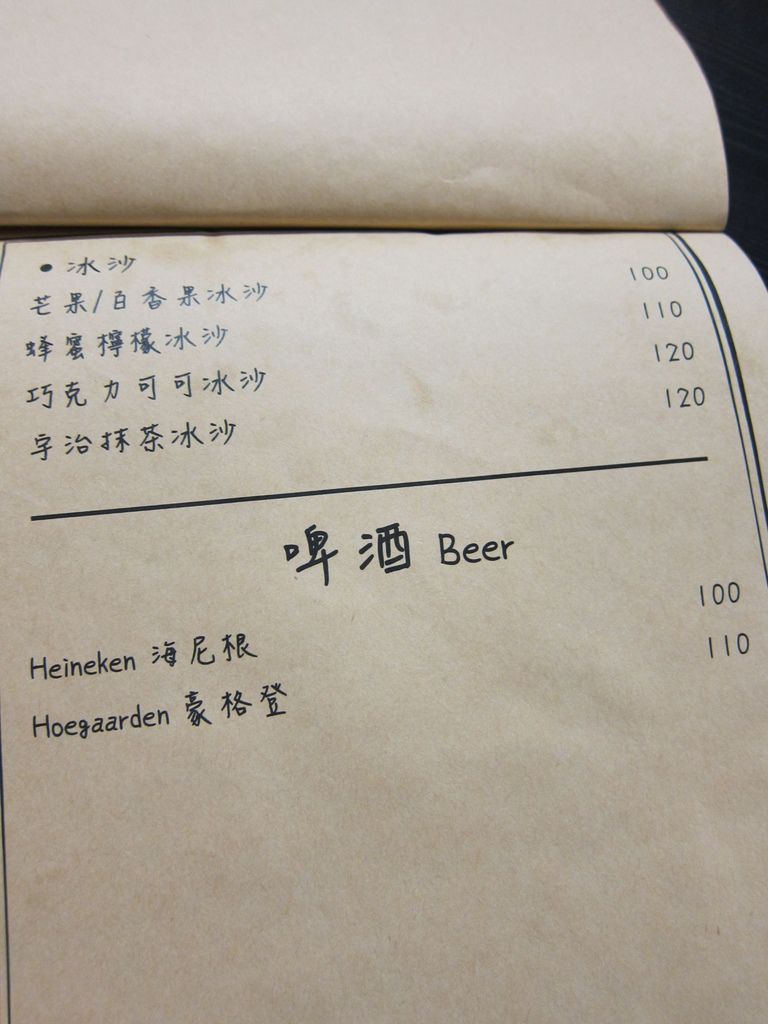 • 冰沙
芒果/百香果冰沙 100
蜂蜜檸檬冰沙 110
巧克力可可冰沙 120
宇治抹茶冰沙 120
啤酒 Beer
Heineken 海尼根 100
Hoegaarden 豪格登 110